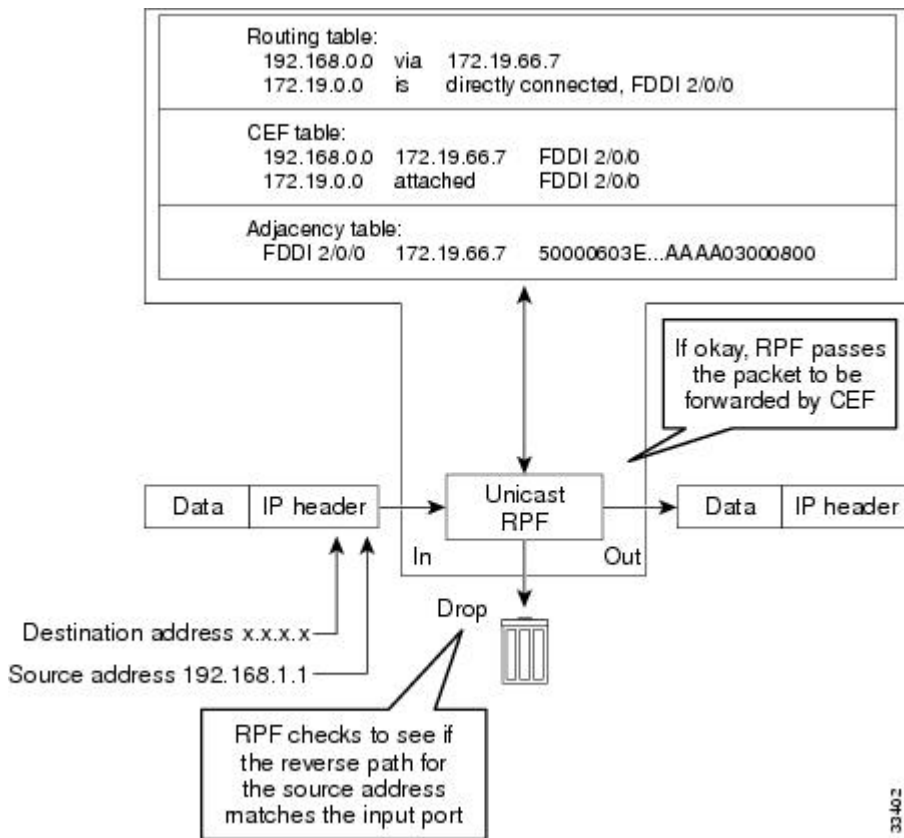 Routing table:
192.168.0.0 via 172.19.66.7
172.19.0.0 is directly connected, FDDI 2/0/0
CEF table:
192.168.0.0 172.19.66.7 FDDI 2/0/0
172.19.0.0 attached FDDI 2/0/0
Adjacency table:
FDDI 2/0/0 172.19.66.7 50000603E...AAAA03000800
If okay, RPF passes
the packet to be
forwarded by CEF
Data IP header
Unicast
RPF
Data IP header
In Out
Drop
Destination address x.x.x.x
Source address 192.168.1.1
RPF checks to see if
the reverse path for
the source address
matches the input port
33402